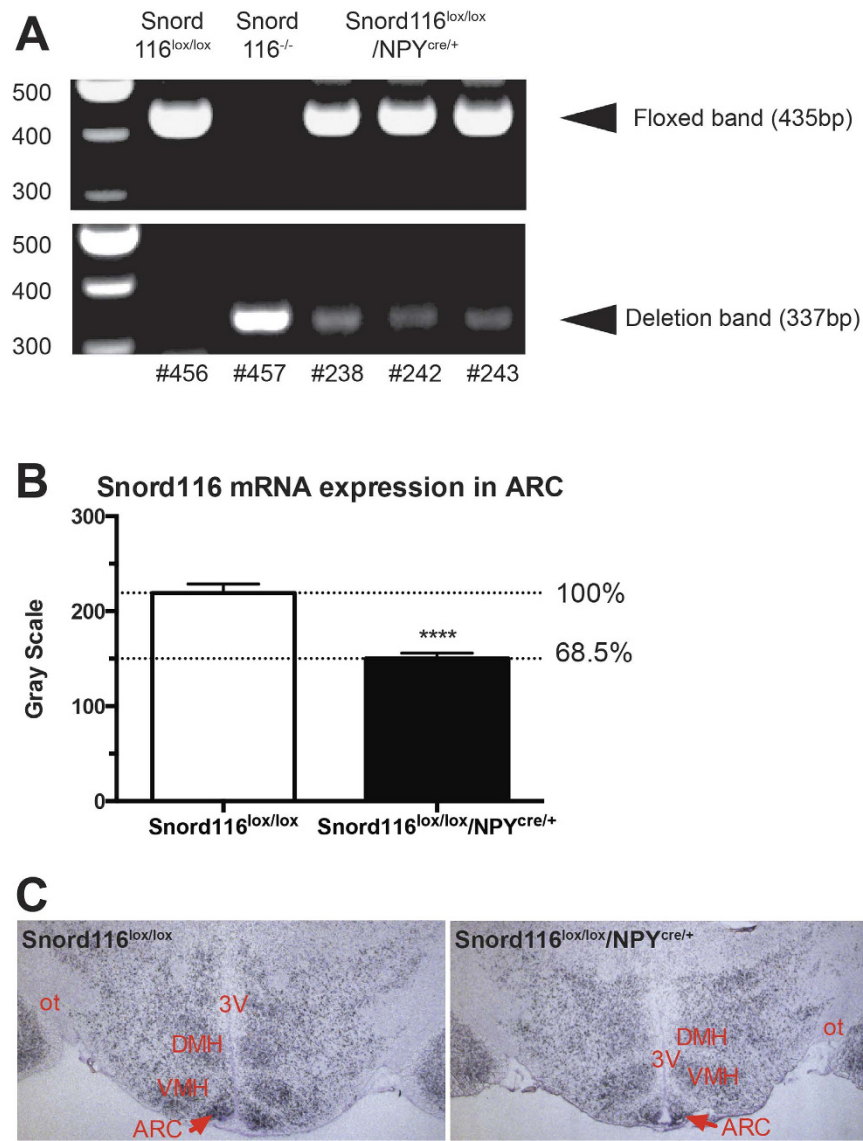 A
Snord 116lox/lox
Snord 116-/-
Snord116lox/lox /NPYcre/+
500
400
300
Floxed band (435bp)
500
400
300
Deletion band (337bp)
#456 #457 #238 #242 #243
B
Snord116 mRNA expression in ARC
Gray Scale
300
200
100
0
100%
****
68.5%
Snord116lox/lox
Snord116lox/lox/NPYcre/+
C
Snord116lox/lox
ot
3V
DMH
VMH
ARC
Snord116lox/lox/NPYcre/+
DMH
ot
3V
VMH
ARC